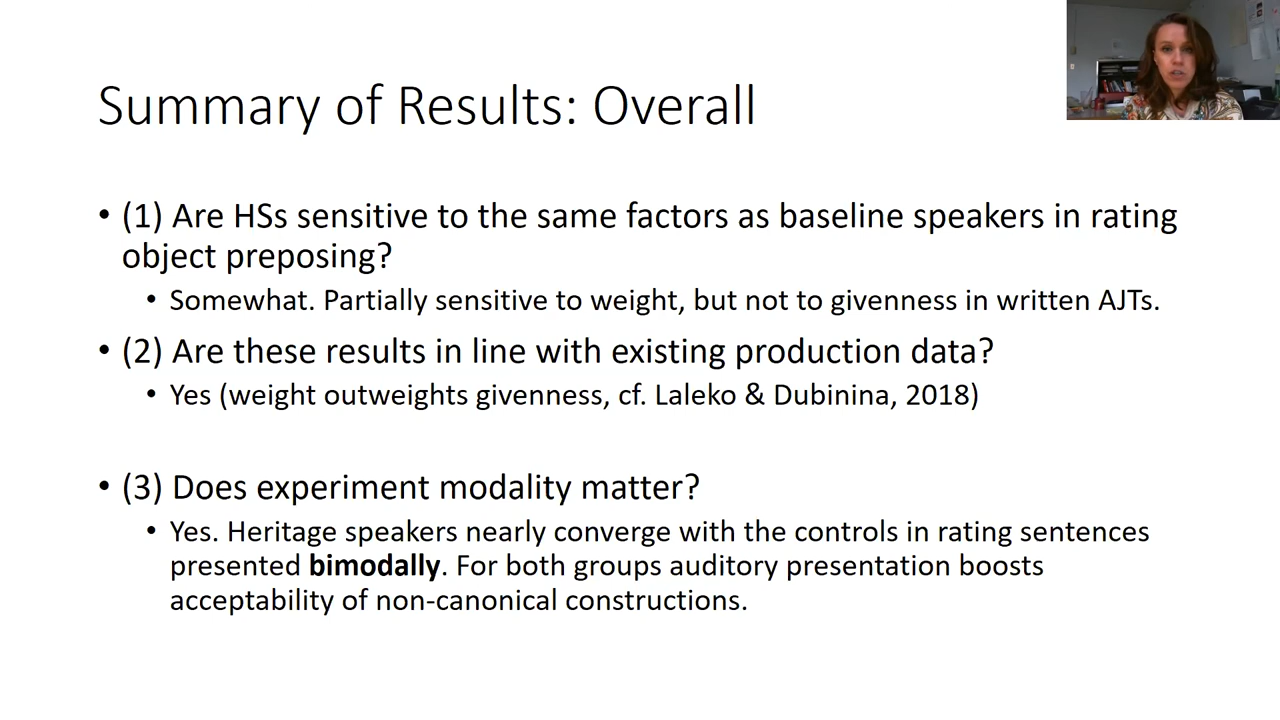 Summary of Results: Overall
• (1) Are HSs sensitive to the same factors as baseline speakers in rating
object preposing?
• Somewhat. Partially sensitive to weight, but not to givenness in written AJTs.
• (2) Are these results in line with existing production data?
• Yes (weight outweights givenness, cf. Laleko & Dubinina, 2018)
• (3) Does experiment modality matter?
• Yes. Heritage speakers nearly converge with the controls in rating sentences
presented bimodally. For both groups auditory presentation boosts
acceptability of non-canonical constructions.